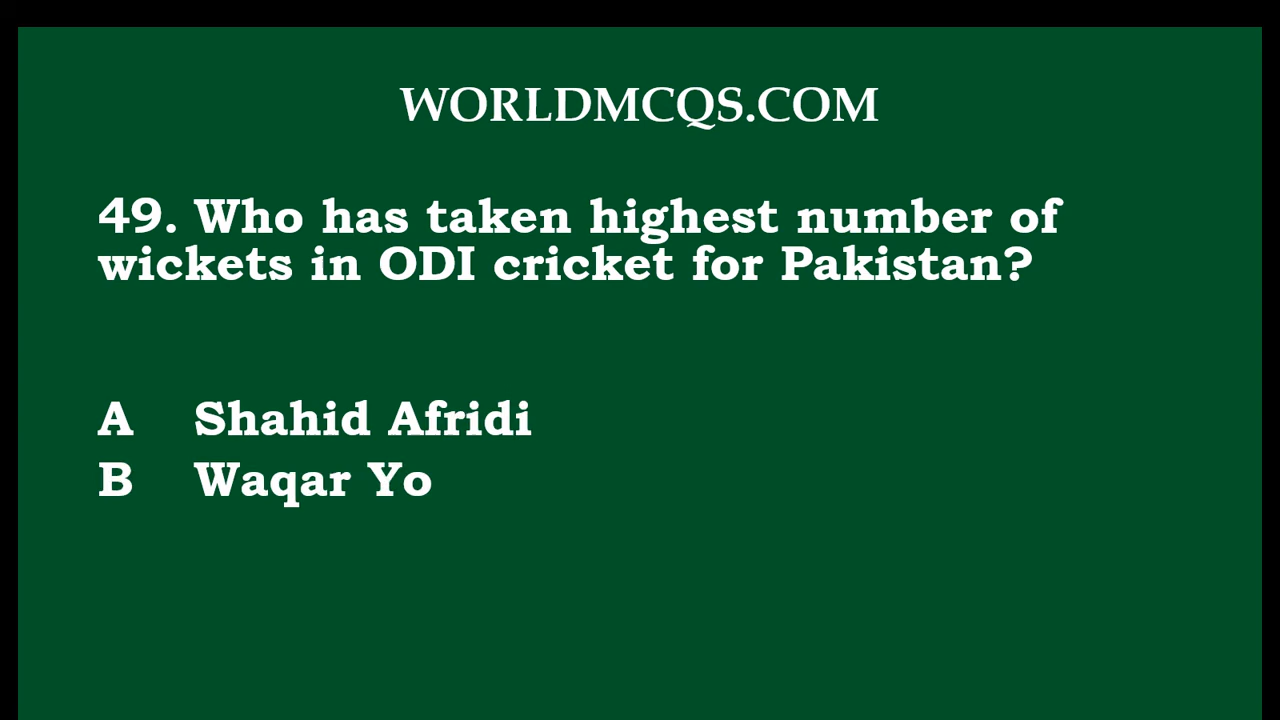 WORLDMCQS.COM
49. Who has taken highest number of
wickets in ODI cricket for Pakistan?
A Shahid Afridi
B Waqar Yo